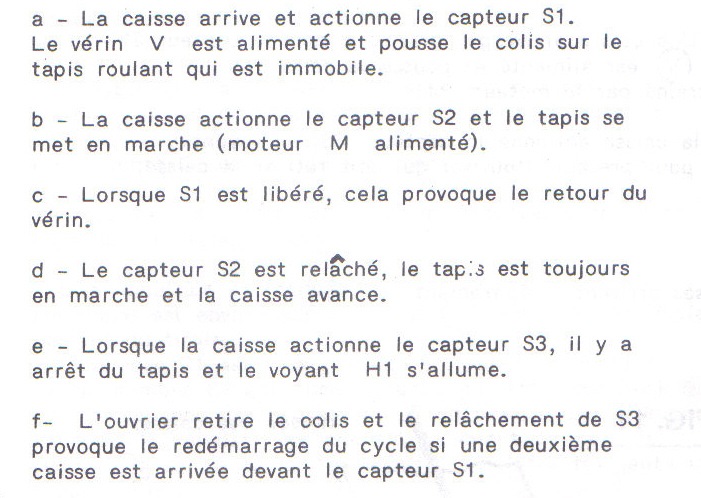 a - La caisse arrive et actionne le capteur S1.
Le vérin V est alimenté et pousse le colis sur le
tapis roulant qui est immobile.
b - La caisse actionne le capteur S2 et le tapis se
met en marche (moteur M alimenté).
c - Lorsque S1 est libéré, cela provoque le retour du
vérin.
d - Le capteur S2 est relâché, le tapis est toujours
en marche et la caisse avance.
e - Lorsque la caisse actionne le capteur S3, il y a
arrêt du tapis et le voyant H1 s'allume.
f- L'ouvrier retire le colis et le relâchement de S3
provoque le redémarrage du cycle si une deuxième
caisse est arrivée devant le capteur S1.